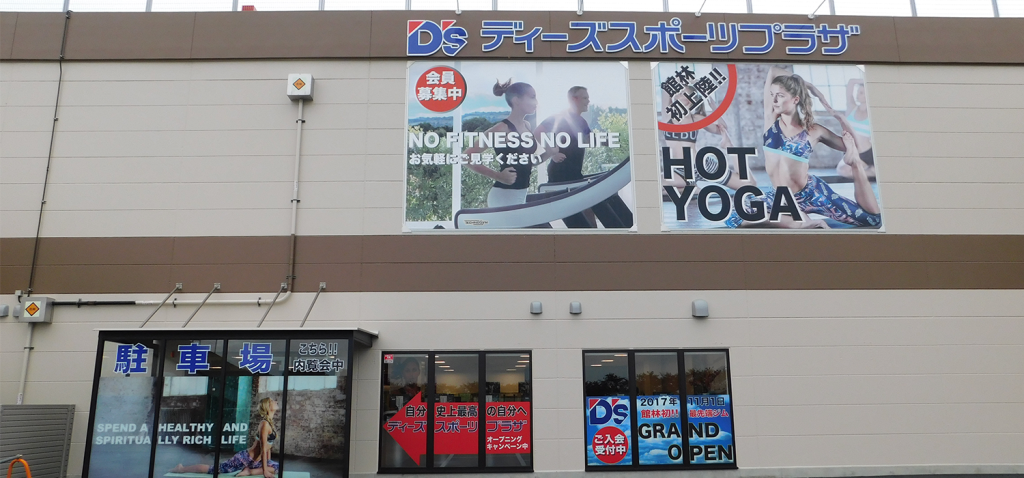 D's ディーズスポーツプラザ
会員
募集中
NO FITNESS NO LIFE
お気軽にご見学ください
館林
初上陸!!
HOT
YOGA
駐車場
こちら!!
内覧会中
SPEND A HEALTHY AND
SPIRITUALLY RICH LIFE
自分史上最高の自分へ
ディーズスポーツプラザ
オープニング
キャンペーン中
D's
ご入会
受付中
2017年11月1日
館林初!! 最先端ジム
GRAND
OPEN